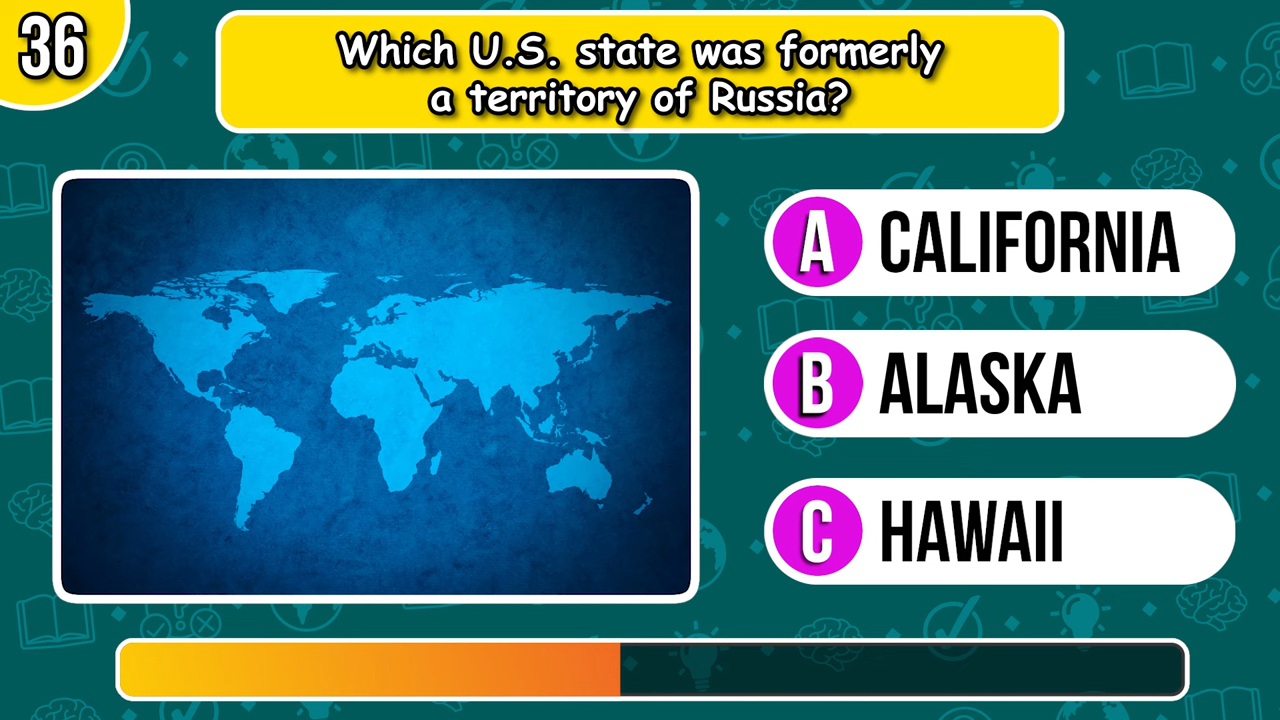 36
Which U.S. state was formerly
a territory of Russia?
A CALIFORNIA
B ALASKA
C HAWAII